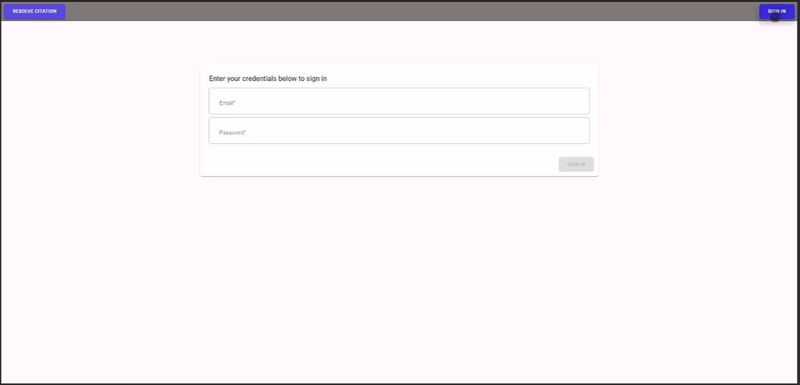 RESOLVE CITATION
SIGN IN
Enter your credentials below to sign in
Email*
Password*
SIGN IN